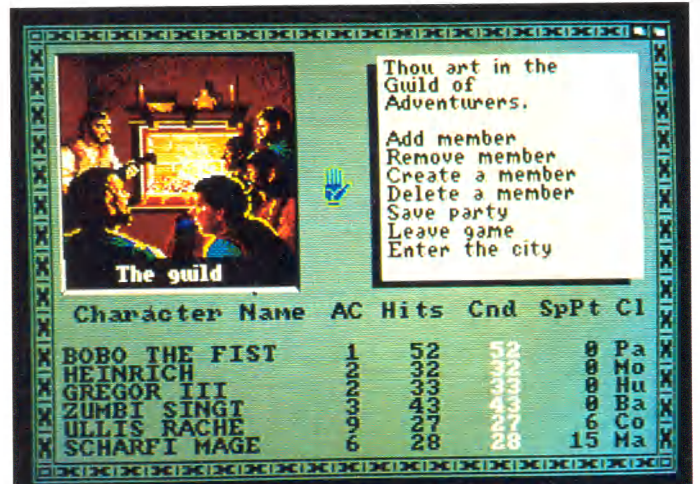 Thou art in the
Guild of
Adventurers.
Add member
Remove member
Create a member
Delete a member
Save party
Leave game
Enter the city
The guild
Character Name AC Hits Cnd SpPt Cl
BOBO THE FIST 1 52 52 0 Pa
HEINRICH 2 32 32 0 Mo
GREGOR III 2 33 33 0 Hu
ZUMBI SINGT 3 43 43 0 Ba
ULLIS RACHE 9 27 27 6 Co
SCHARFI MAGE 6 28 28 15 Ma